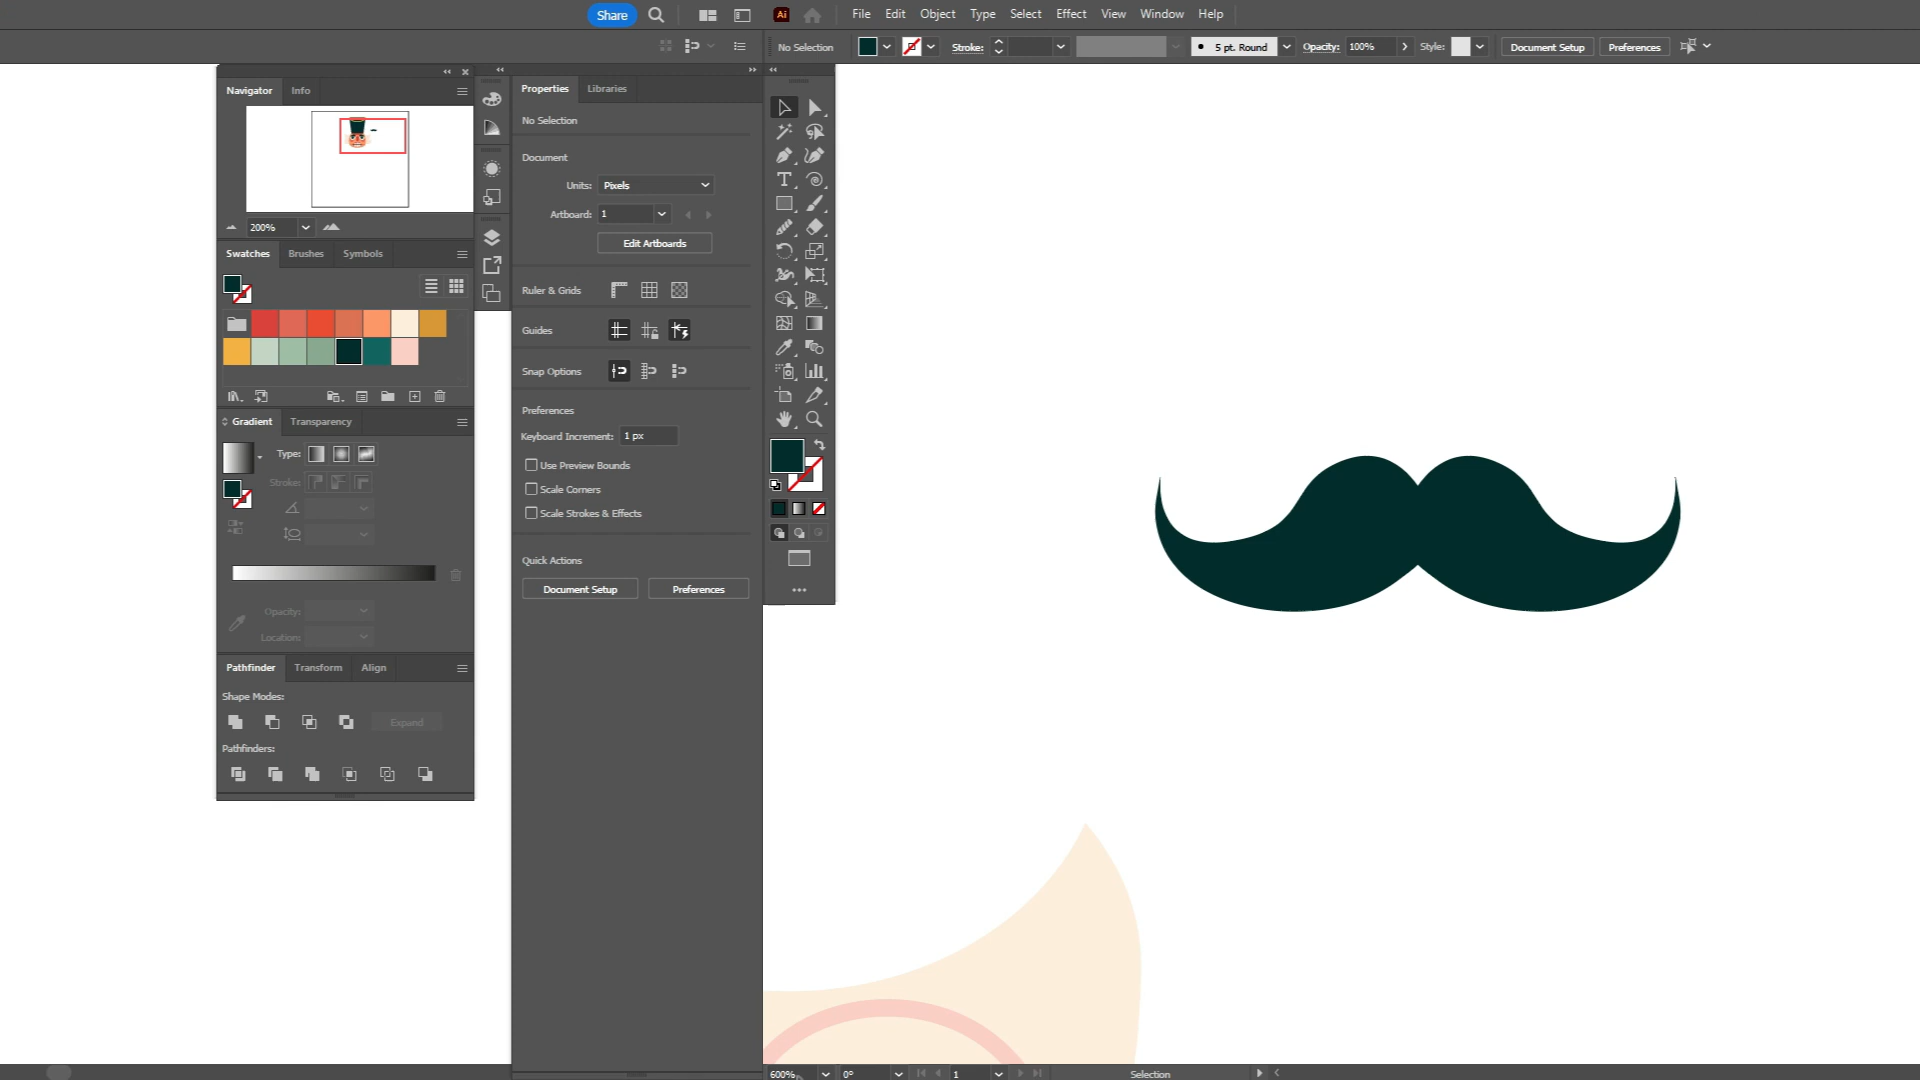 Share
Ai
File Edit Object Type Select Effect View Window Help
No Selection
Stroke:
5 pt. Round
Opacity: 100%
Style:
Document Setup
Preferences
Navigator Info
200%
Swatches Brushes Symbols
Gradient Transparency
Type:
Stroke:
Opacity:
Location:
Pathfinder Transform Align
Shape Modes:
Expand
Pathfinders:
Properties Libraries
No Selection
Document
Units: Pixels
Artboard: 1
Edit Artboards
Ruler & Grids
Guides
Snap Options
Preferences
Keyboard Increment: 1 px
Use Preview Bounds
Scale Corners
Scale Strokes & Effects
Quick Actions
Document Setup Preferences
T
600% 0° 1 Selection